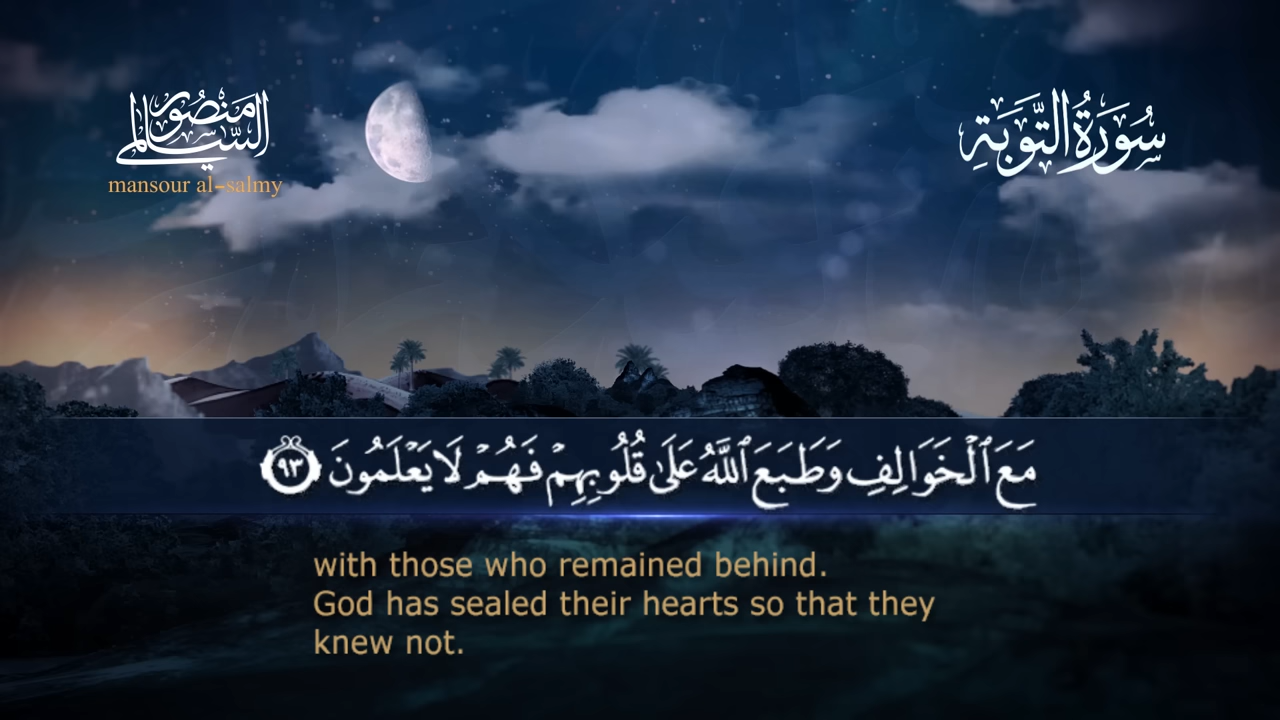 منصور
السالمي
mansour al-salmy
سُورَةُ التَّوْبَةِ
مَعَ ٱلْخَوَالِفِ وَطَبَعَ ٱللَّهُ عَلَىٰ قُلُوبِهِمْ فَهُمْ لَا يَعْلَمُونَ ٩٣
with those who remained behind.
God has sealed their hearts so that they
knew not.